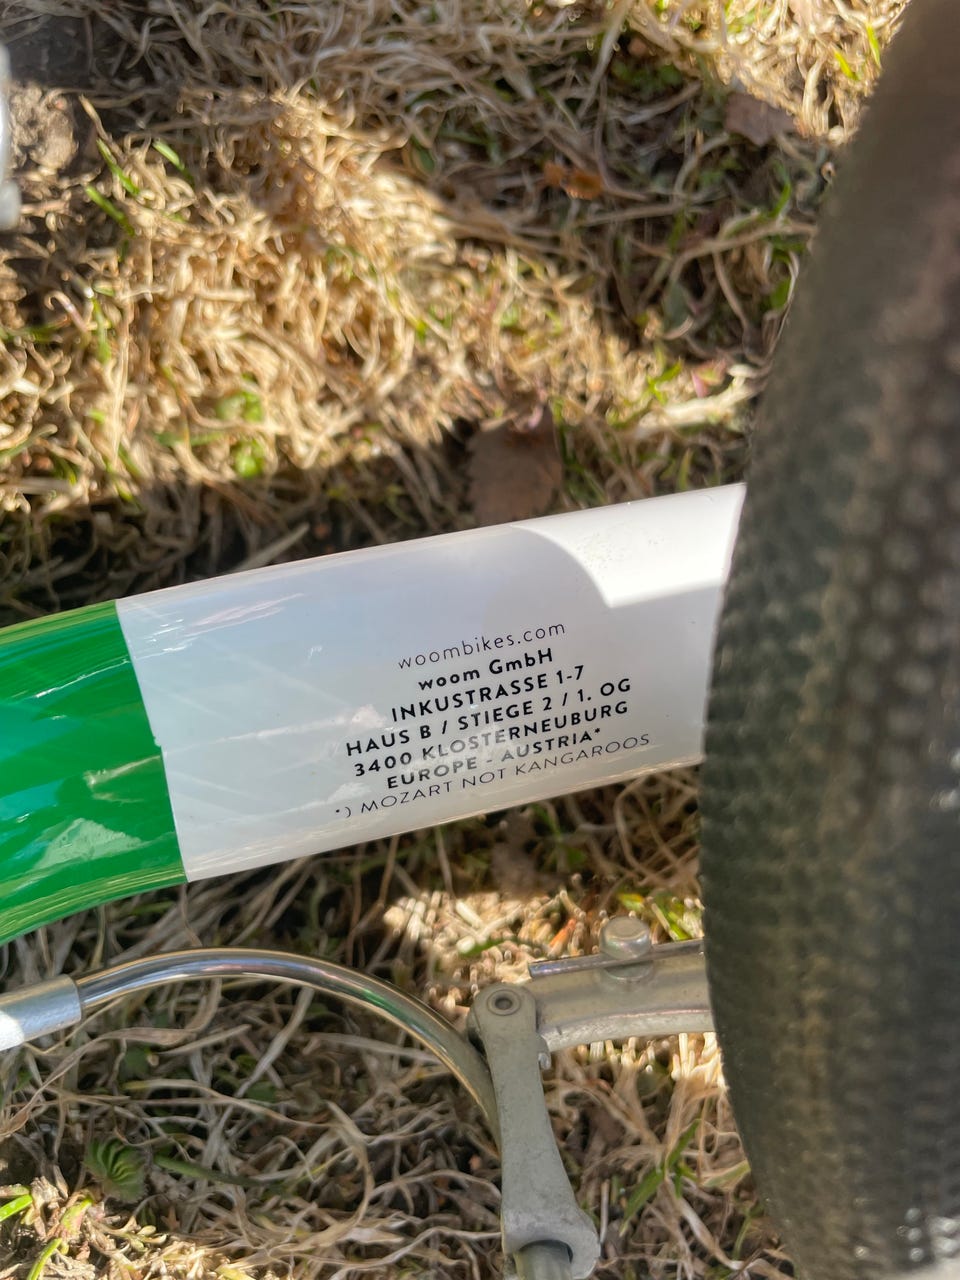 woombikes.com
woom GmbH
INKUSTRASSE 1-7
HAUS B / STIEGE 2 / 1. OG
3400 KLOSTERNEUBURG
EUROPE - AUSTRIA*
*) MOZART NOT KANGAROOS